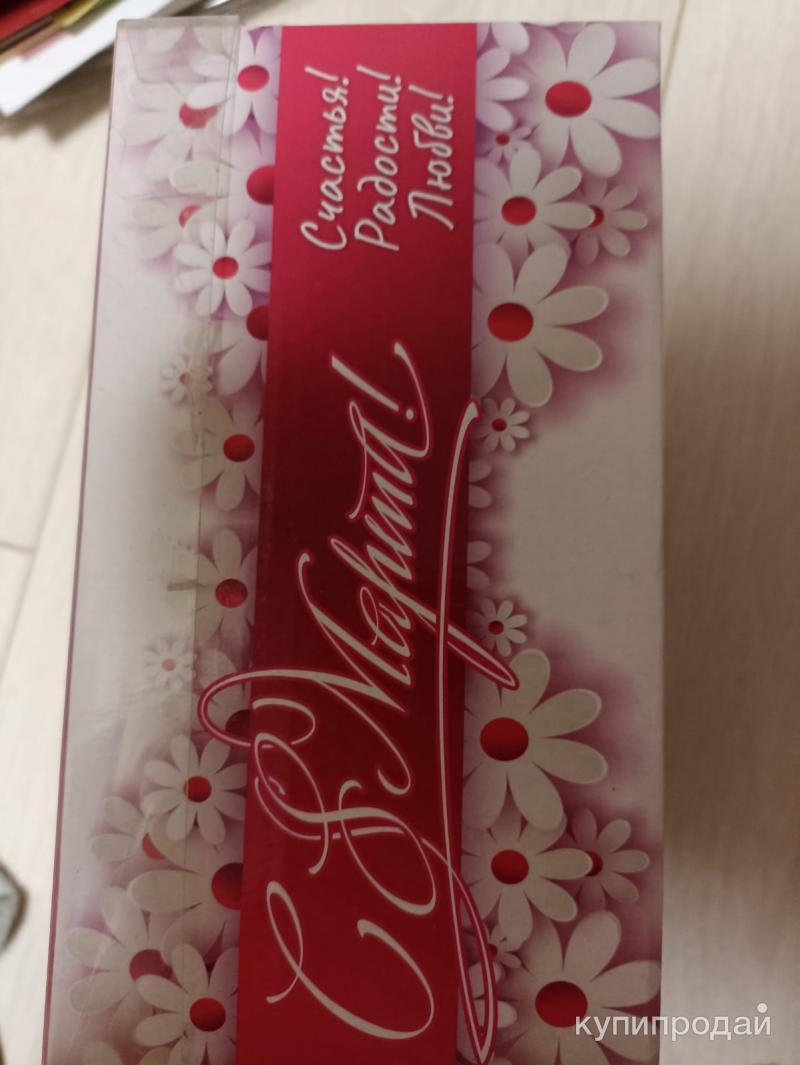 С 8 Марта!
Счастья!
Радости!
Любви!
купипродай